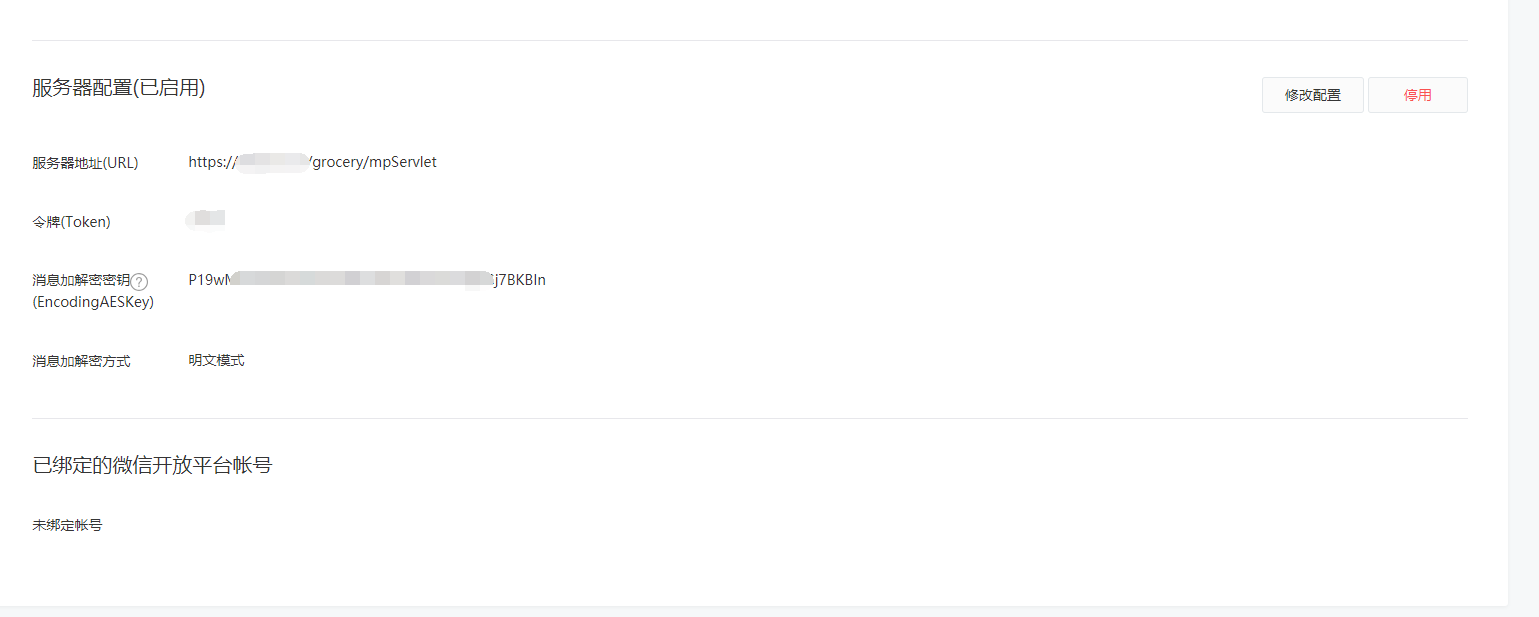 服务器配置(已启用)
修改配置 停用
服务器地址(URL) https:// /grocery/mpServlet
令牌(Token)
消息加解密密钥? P19w j7BKBIn
(EncodingAESKey)
消息加解密方式 明文模式
已绑定的微信开放平台帐号
未绑定帐号